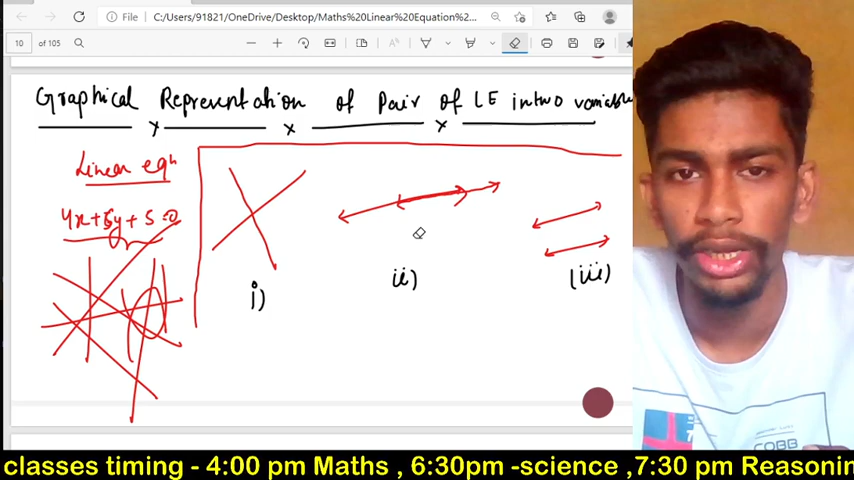 C:/Users/91821/OneDrive/Desktop/Maths%20Linear%20Equation%2...
10 of 105
Graphical Representation of Pair of LE in two variable
Linear eqn
4x+5y+5=0
i)
ii)
(iii)
COBB
classes timing - 4:00 pm Maths , 6:30pm -science ,7:30 pm Reasonin